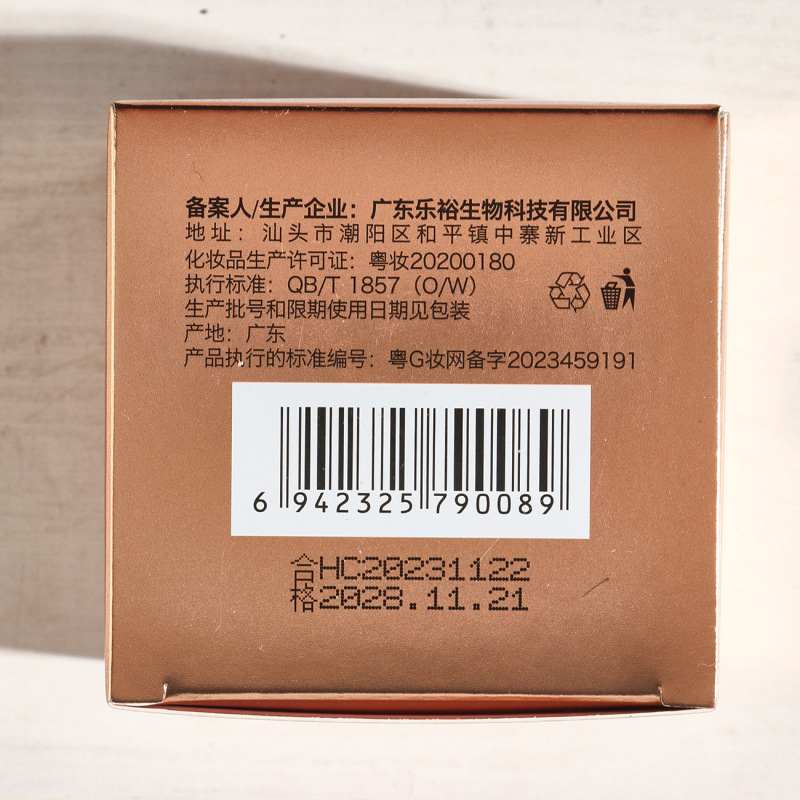 备案人/生产企业：广东乐裕生物科技有限公司
地址：汕头市潮阳区和平镇中寨新工业区
化妆品生产许可证：粤妆20200180
执行标准：QB/T 1857（O/W）
生产批号和限期使用日期见包装
产地：广东
产品执行的标准编号：粤G妆网备字2023459191
6 942325 790089
合HC20231122
格2028.11.21